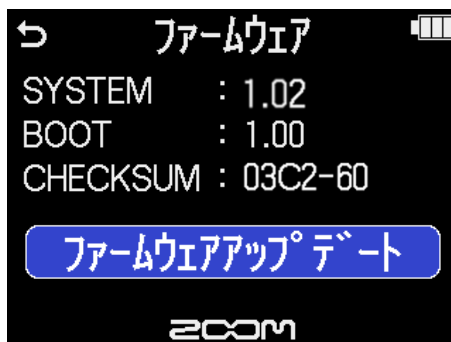 ファームウェア
SYSTEM : 1.02
BOOT : 1.00
CHECKSUM : 03C2-60
ファームウェアアップデート
ZOOM